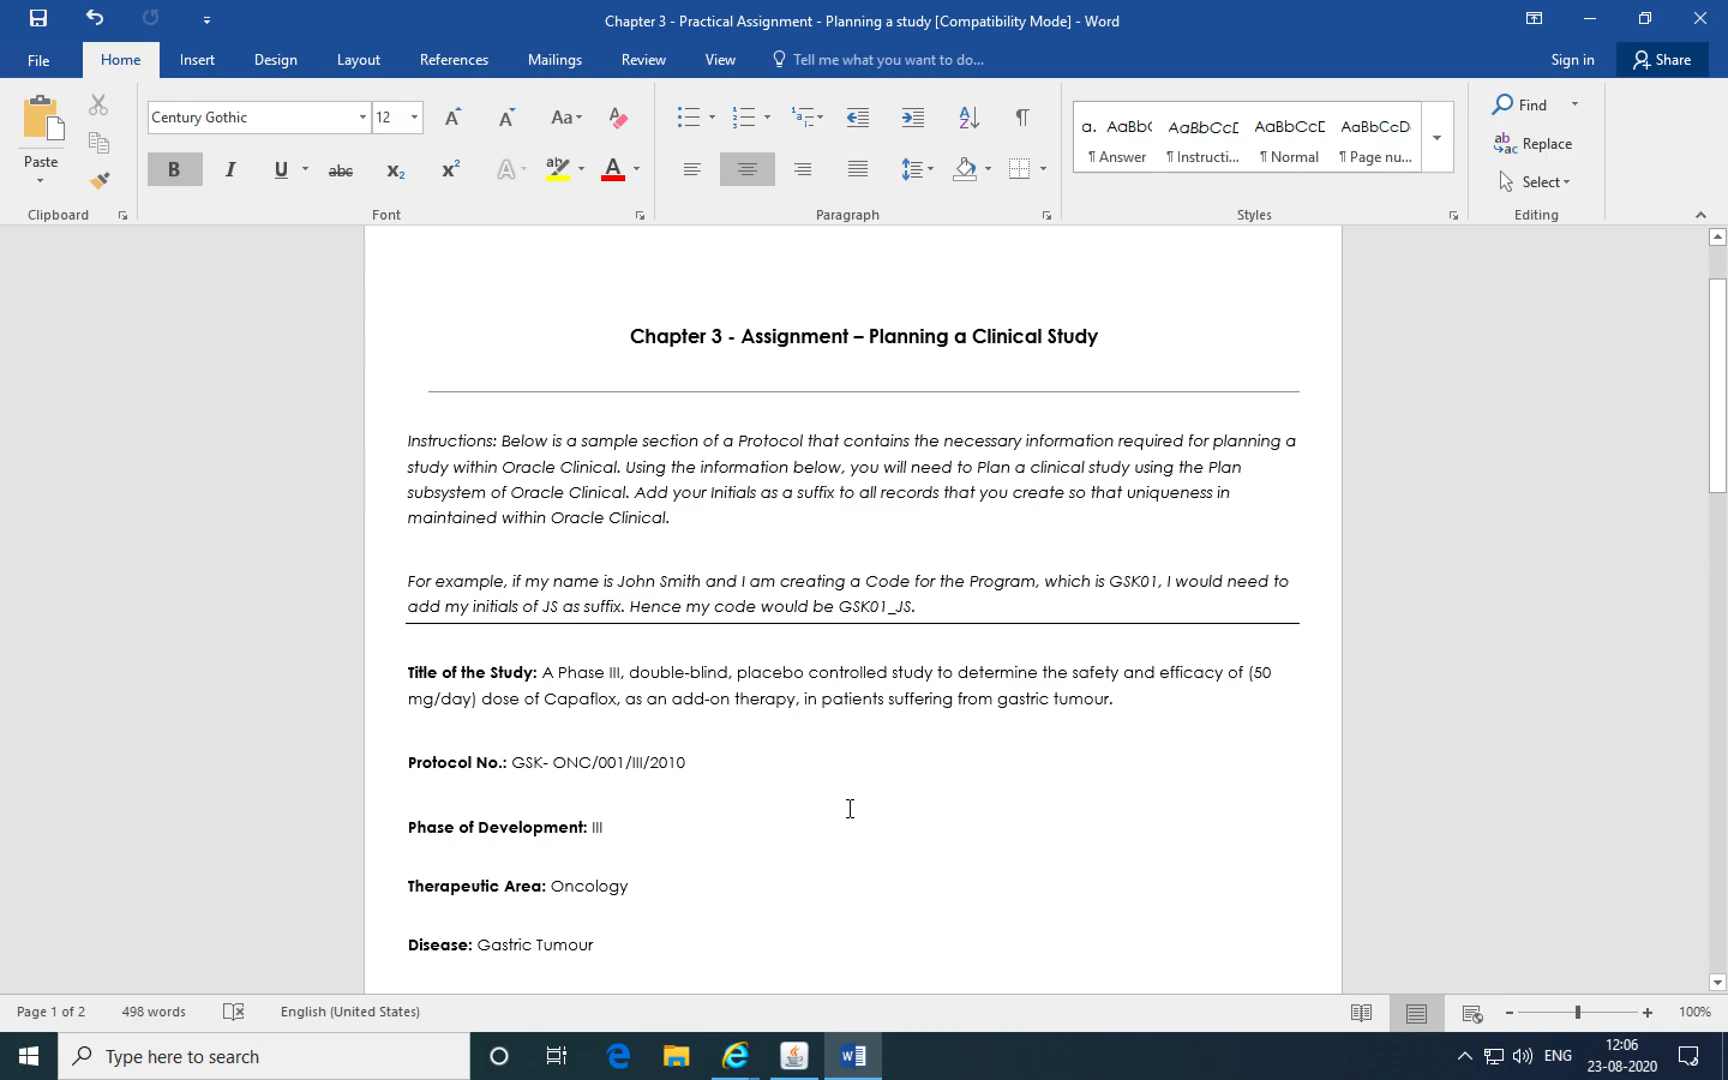 Chapter 3 - Practical Assignment - Planning a study [Compatibility Mode] - Word
File Home Insert Design Layout References Mailings Review View Tell me what you want to do... Sign in Share
Century Gothic 12 Find
Paste Replace
Select
a. AaBb( AaBbCcL AaBbCcE AaBbCcD
¶ Answer ¶ Instructi... ¶ Normal ¶ Page nu...
Clipboard Font Paragraph Styles Editing
Chapter 3 - Assignment – Planning a Clinical Study
Instructions: Below is a sample section of a Protocol that contains the necessary information required for planning a
study within Oracle Clinical. Using the information below, you will need to Plan a clinical study using the Plan
subsystem of Oracle Clinical. Add your Initials as a suffix to all records that you create so that uniqueness in
maintained within Oracle Clinical.
For example, if my name is John Smith and I am creating a Code for the Program, which is GSK01, I would need to
add my initials of JS as suffix. Hence my code would be GSK01_JS.
Title of the Study: A Phase III, double-blind, placebo controlled study to determine the safety and efficacy of (50
mg/day) dose of Capaflox, as an add-on therapy, in patients suffering from gastric tumour.
Protocol No.: GSK- ONC/001/III/2010
Phase of Development: III
Therapeutic Area: Oncology
Disease: Gastric Tumour
Page 1 of 2 498 words English (United States) 100%
Type here to search ENG 12:06
23-08-2020